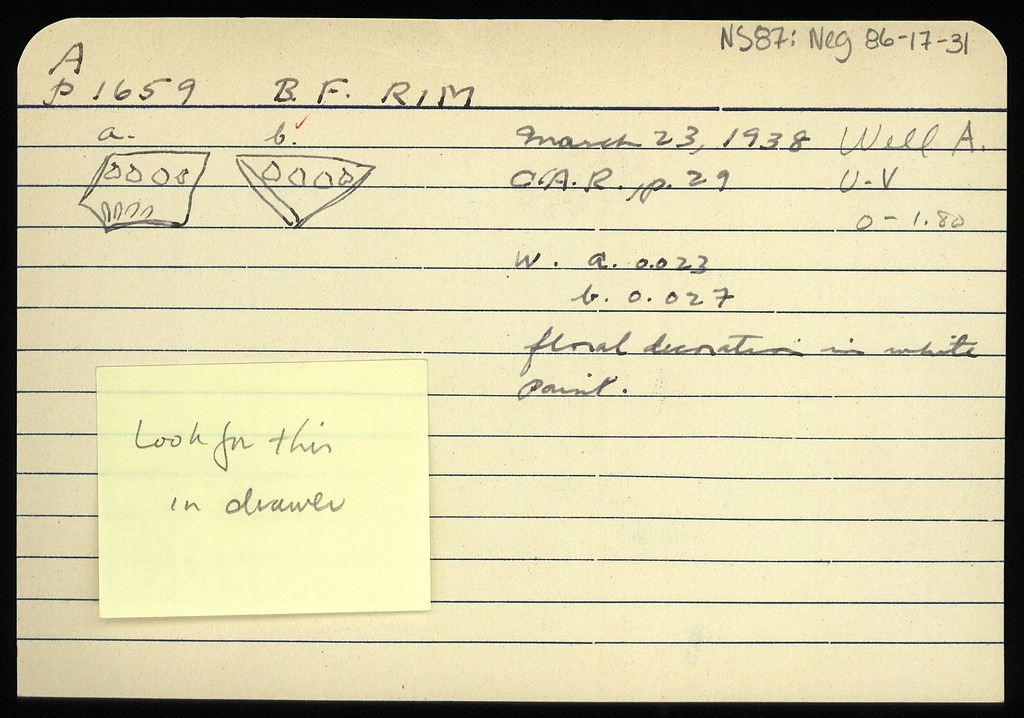 NS87: Neg 86-17-31
A
P 1659 B. F. RIM
a. b.
March 23, 1938 Well A.
C.A.R., p. 29 U-V
0 - 1.80
W. a. 0.023
b. 0.027
floral decoration in white
paint.
Look for this
in drawer